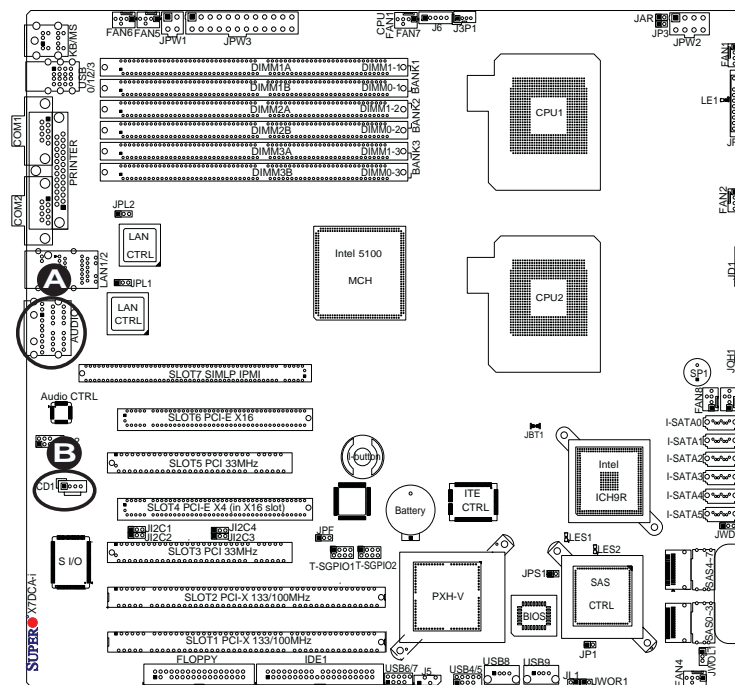 FAN6
FAN5
JPW1
JPW3
CPU
FAN1
FAN7
J6
J3P1
JAR
JP3
JPW2
FAN1
KB/MS
USB
0/1/2/3
DIMM1A
DIMM1-1
DIMM1B
DIMM0-1
BANK1
DIMM2A
DIMM1-2
DIMM2B
DIMM0-2
BANK2
DIMM3A
DIMM1-3
DIMM3B
DIMM0-3
BANK3
CPU1
LE1
COM1
PRINTER
COM2
FAN2
JPL2
LAN
CTRL
Intel 5100
MCH
LAN1/2
A
JPL1
LAN
CTRL
AUDIO
CPU2
JD1
SLOT7 SIMLP IPMI
SP1
JOH1
FAN8
Audio CTRL
SLOT6 PCI-E X16
I-SATA0
JBT1
I-SATA1
B
I-button
I-SATA2
SLOT5 PCI 33MHz
Intel
ICH9R
I-SATA3
CD1
I-SATA4
SLOT4 PCI-E X4 (in X16 slot)
Battery
ITE
CTRL
I-SATA5
JI2C1
JI2C2
JI2C4
JI2C3
JPF
JWD
LES1
LES2
S I/O
SLOT3 PCI 33MHz
T-SGPIO1
T-SGPIO2
JPS1
SAS4~7
SLOT2 PCI-X 133/100MHz
PXH-V
BIOS
SAS
CTRL
SAS0~3
SUPER X7DCA-i
SLOT1 PCI-X 133/100MHz
JP1
JWOL1
FLOPPY
IDE1
USB6/7
J5
USB4/5
USB8
USB9
JL1
JWOR1
FAN4